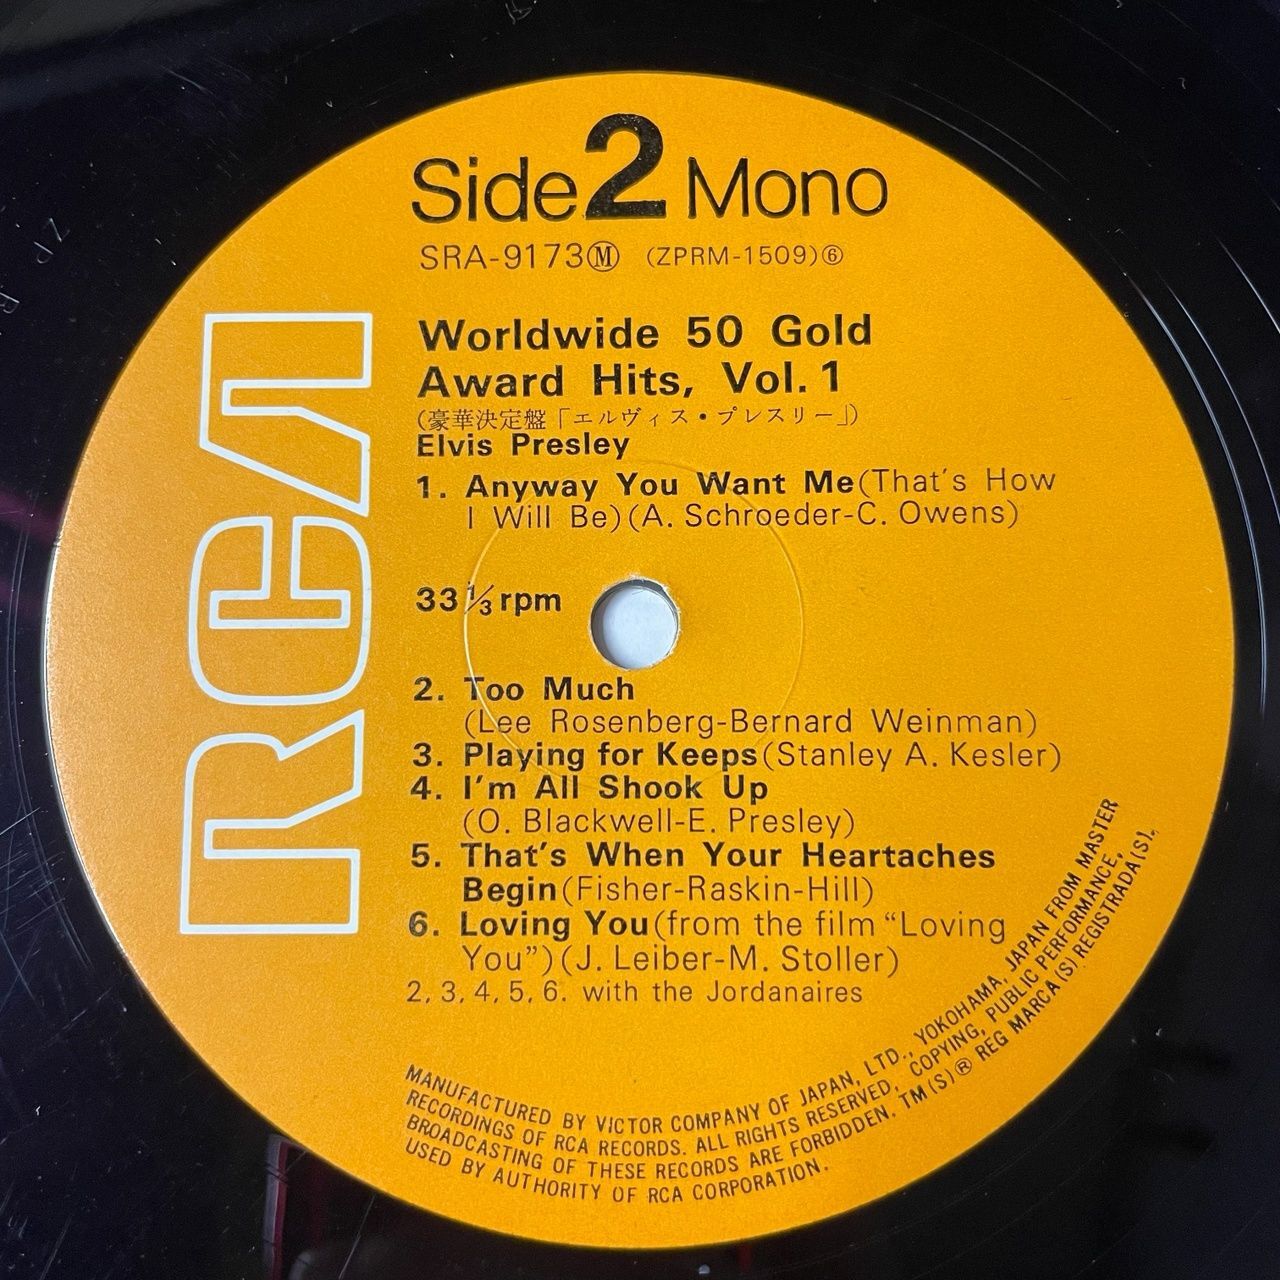 Side 2 Mono
SRA-9173Ⓜ (ZPRM-1509)⑥
RCA
Worldwide 50 Gold
Award Hits, Vol. 1
(豪華決定盤「エルヴィス・プレスリー」)
Elvis Presley
1. Anyway You Want Me(That's How
I Will Be)(A. Schroeder-C. Owens)
33⅓rpm
2. Too Much
(Lee Rosenberg-Bernard Weinman)
3. Playing for Keeps(Stanley A. Kesler)
4. I'm All Shook Up
(O. Blackwell-E. Presley)
5. That's When Your Heartaches
Begin(Fisher-Raskin-Hill)
6. Loving You(from the film “Loving
You”)(J. Leiber-M. Stoller)
2, 3, 4, 5, 6. with the Jordanaires
MANUFACTURED BY VICTOR COMPANY OF JAPAN, LTD., YOKOHAMA, JAPAN FROM MASTER
RECORDINGS OF RCA RECORDS. ALL RIGHTS RESERVED, COPYING, PUBLIC PERFORMANCE,
BROADCASTING OF THESE RECORDS ARE FORBIDDEN. TM(S)® REG MARCA(S) REGISTRADA(S).,
USED BY AUTHORITY OF RCA CORPORATION.